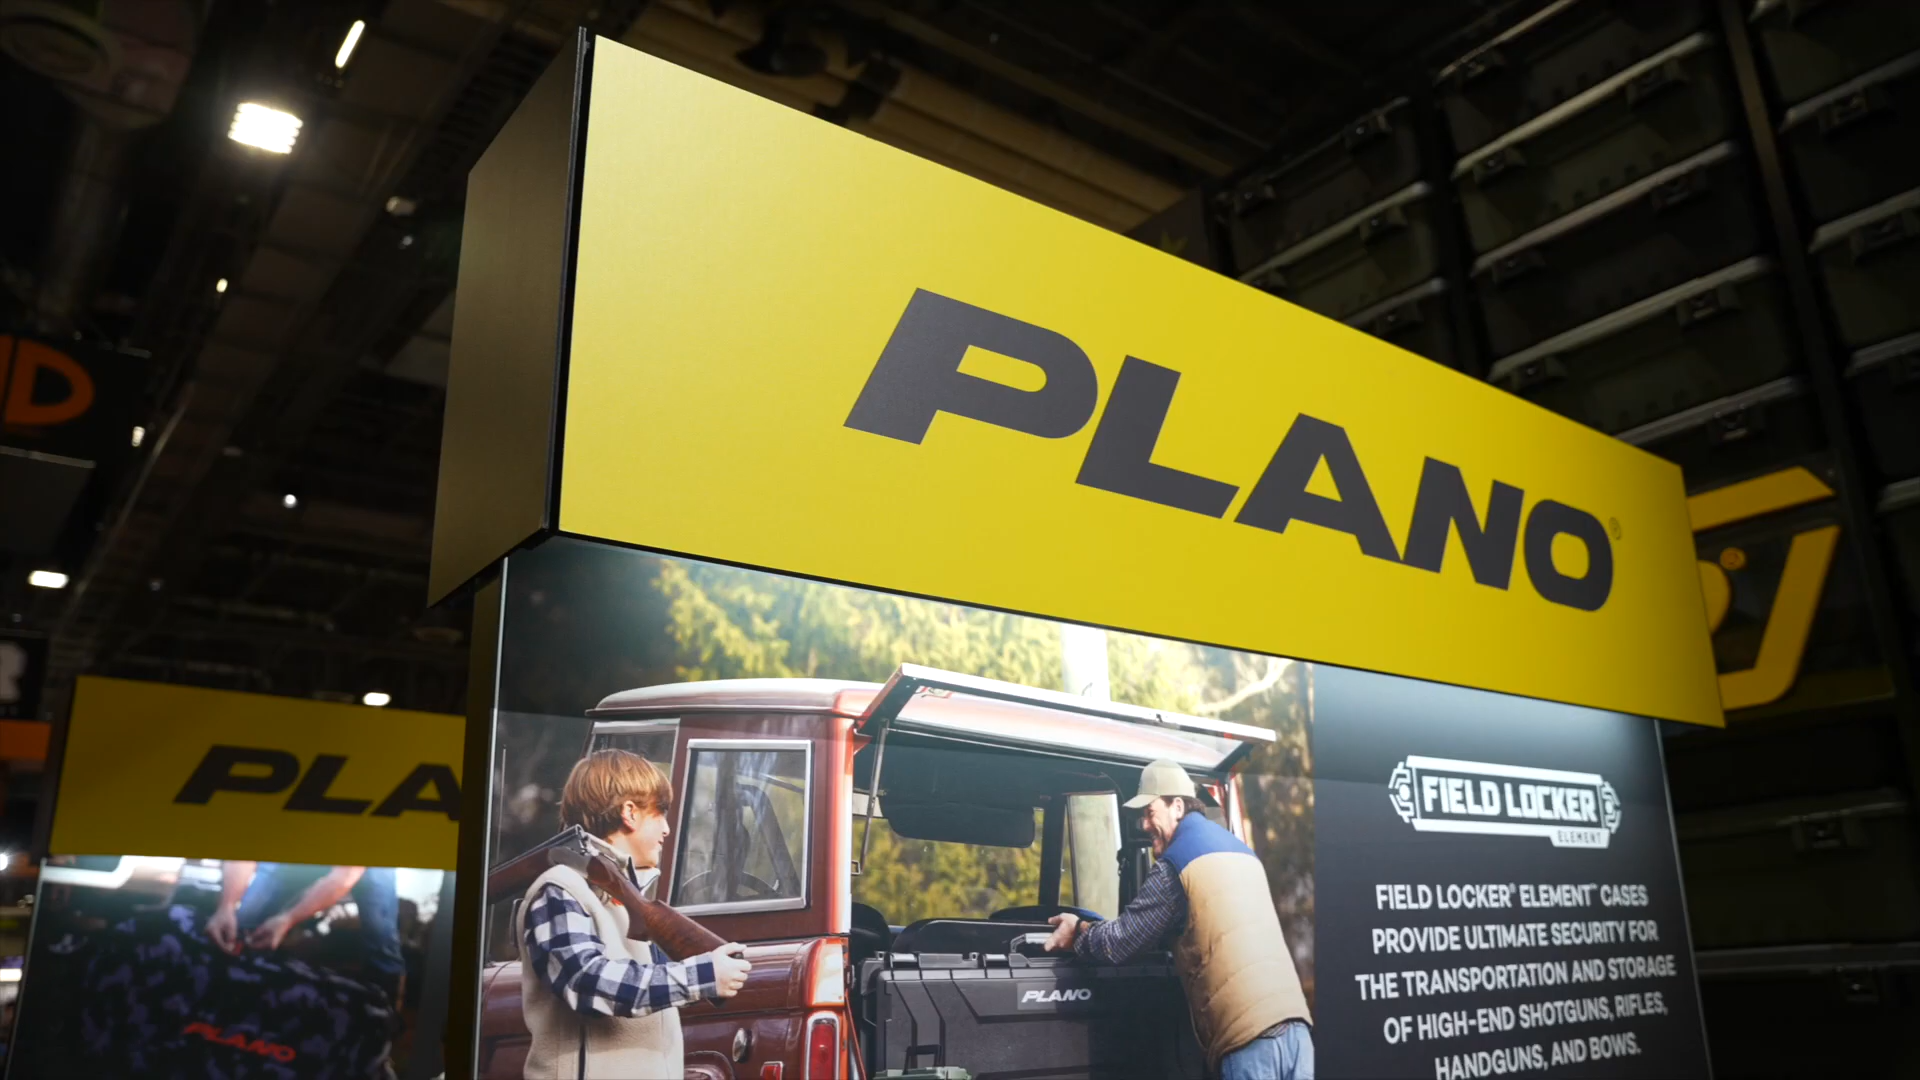 PLANO®
FIELD LOCKER
ELEMENT
FIELD LOCKER® ELEMENT™ CASES
PROVIDE ULTIMATE SECURITY FOR
THE TRANSPORTATION AND STORAGE
OF HIGH-END SHOTGUNS, RIFLES,
HANDGUNS, AND BOWS.
PLANO
PLA
PLANO